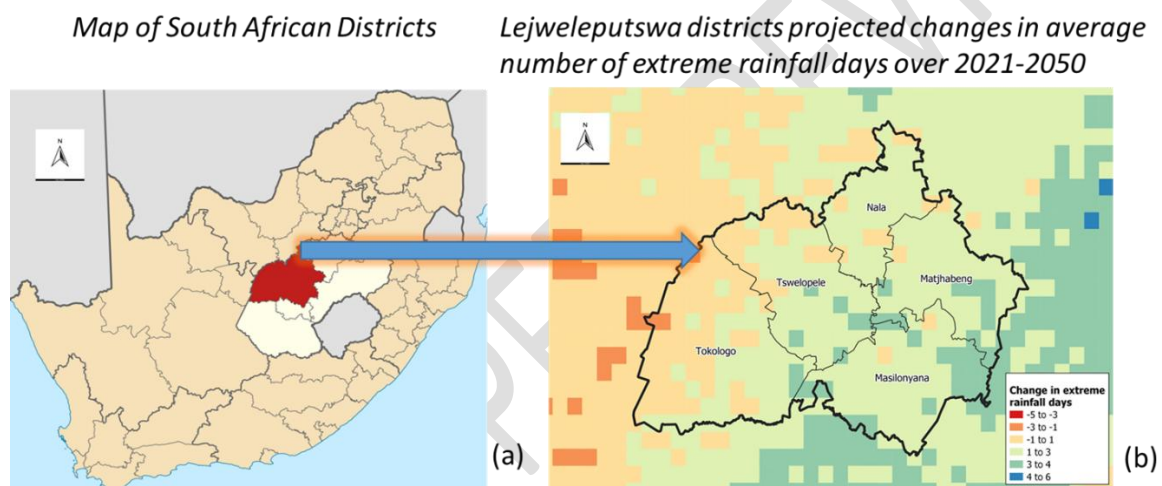 Map of South African Districts
Lejweleputswa districts projected changes in average
number of extreme rainfall days over 2021-2050
N
(a)
N
Nala
Tswelopele
Matjhabeng
Tokologo
Masilonyana
Change in extreme
rainfall days
-5 to -3
-3 to -1
-1 to 1
1 to 3
3 to 4
4 to 6
(b)